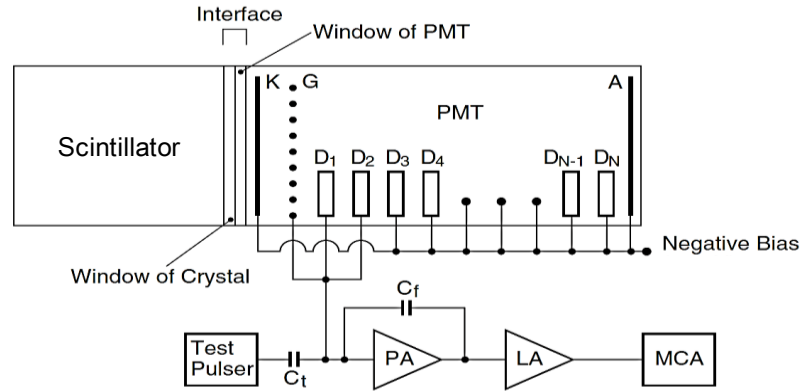 Interface
Window of PMT
K G A
PMT
Scintillator
D1 D2 D3 D4 DN-1 DN
Negative Bias
Window of Crystal
Cf
Test
Pulser
Ct
PA
LA
MCA